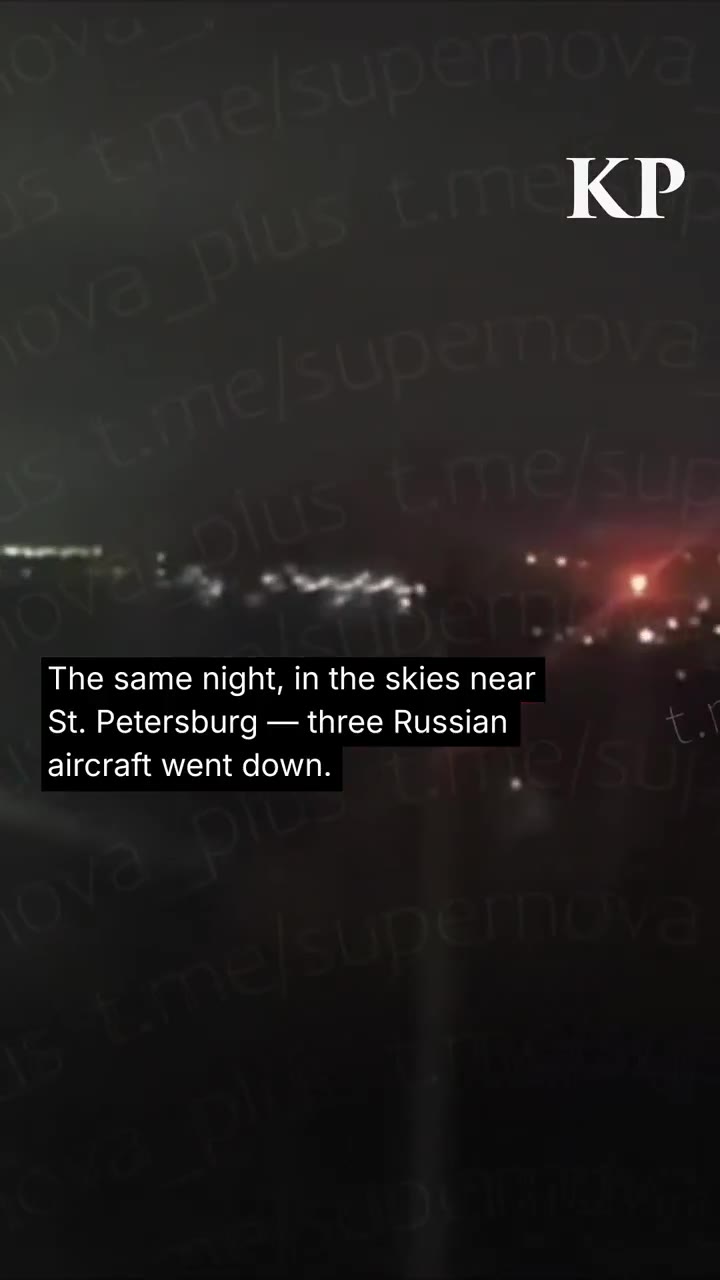 t.me/supernova_plus
KP
The same night, in the skies near
St. Petersburg — three Russian
aircraft went down.